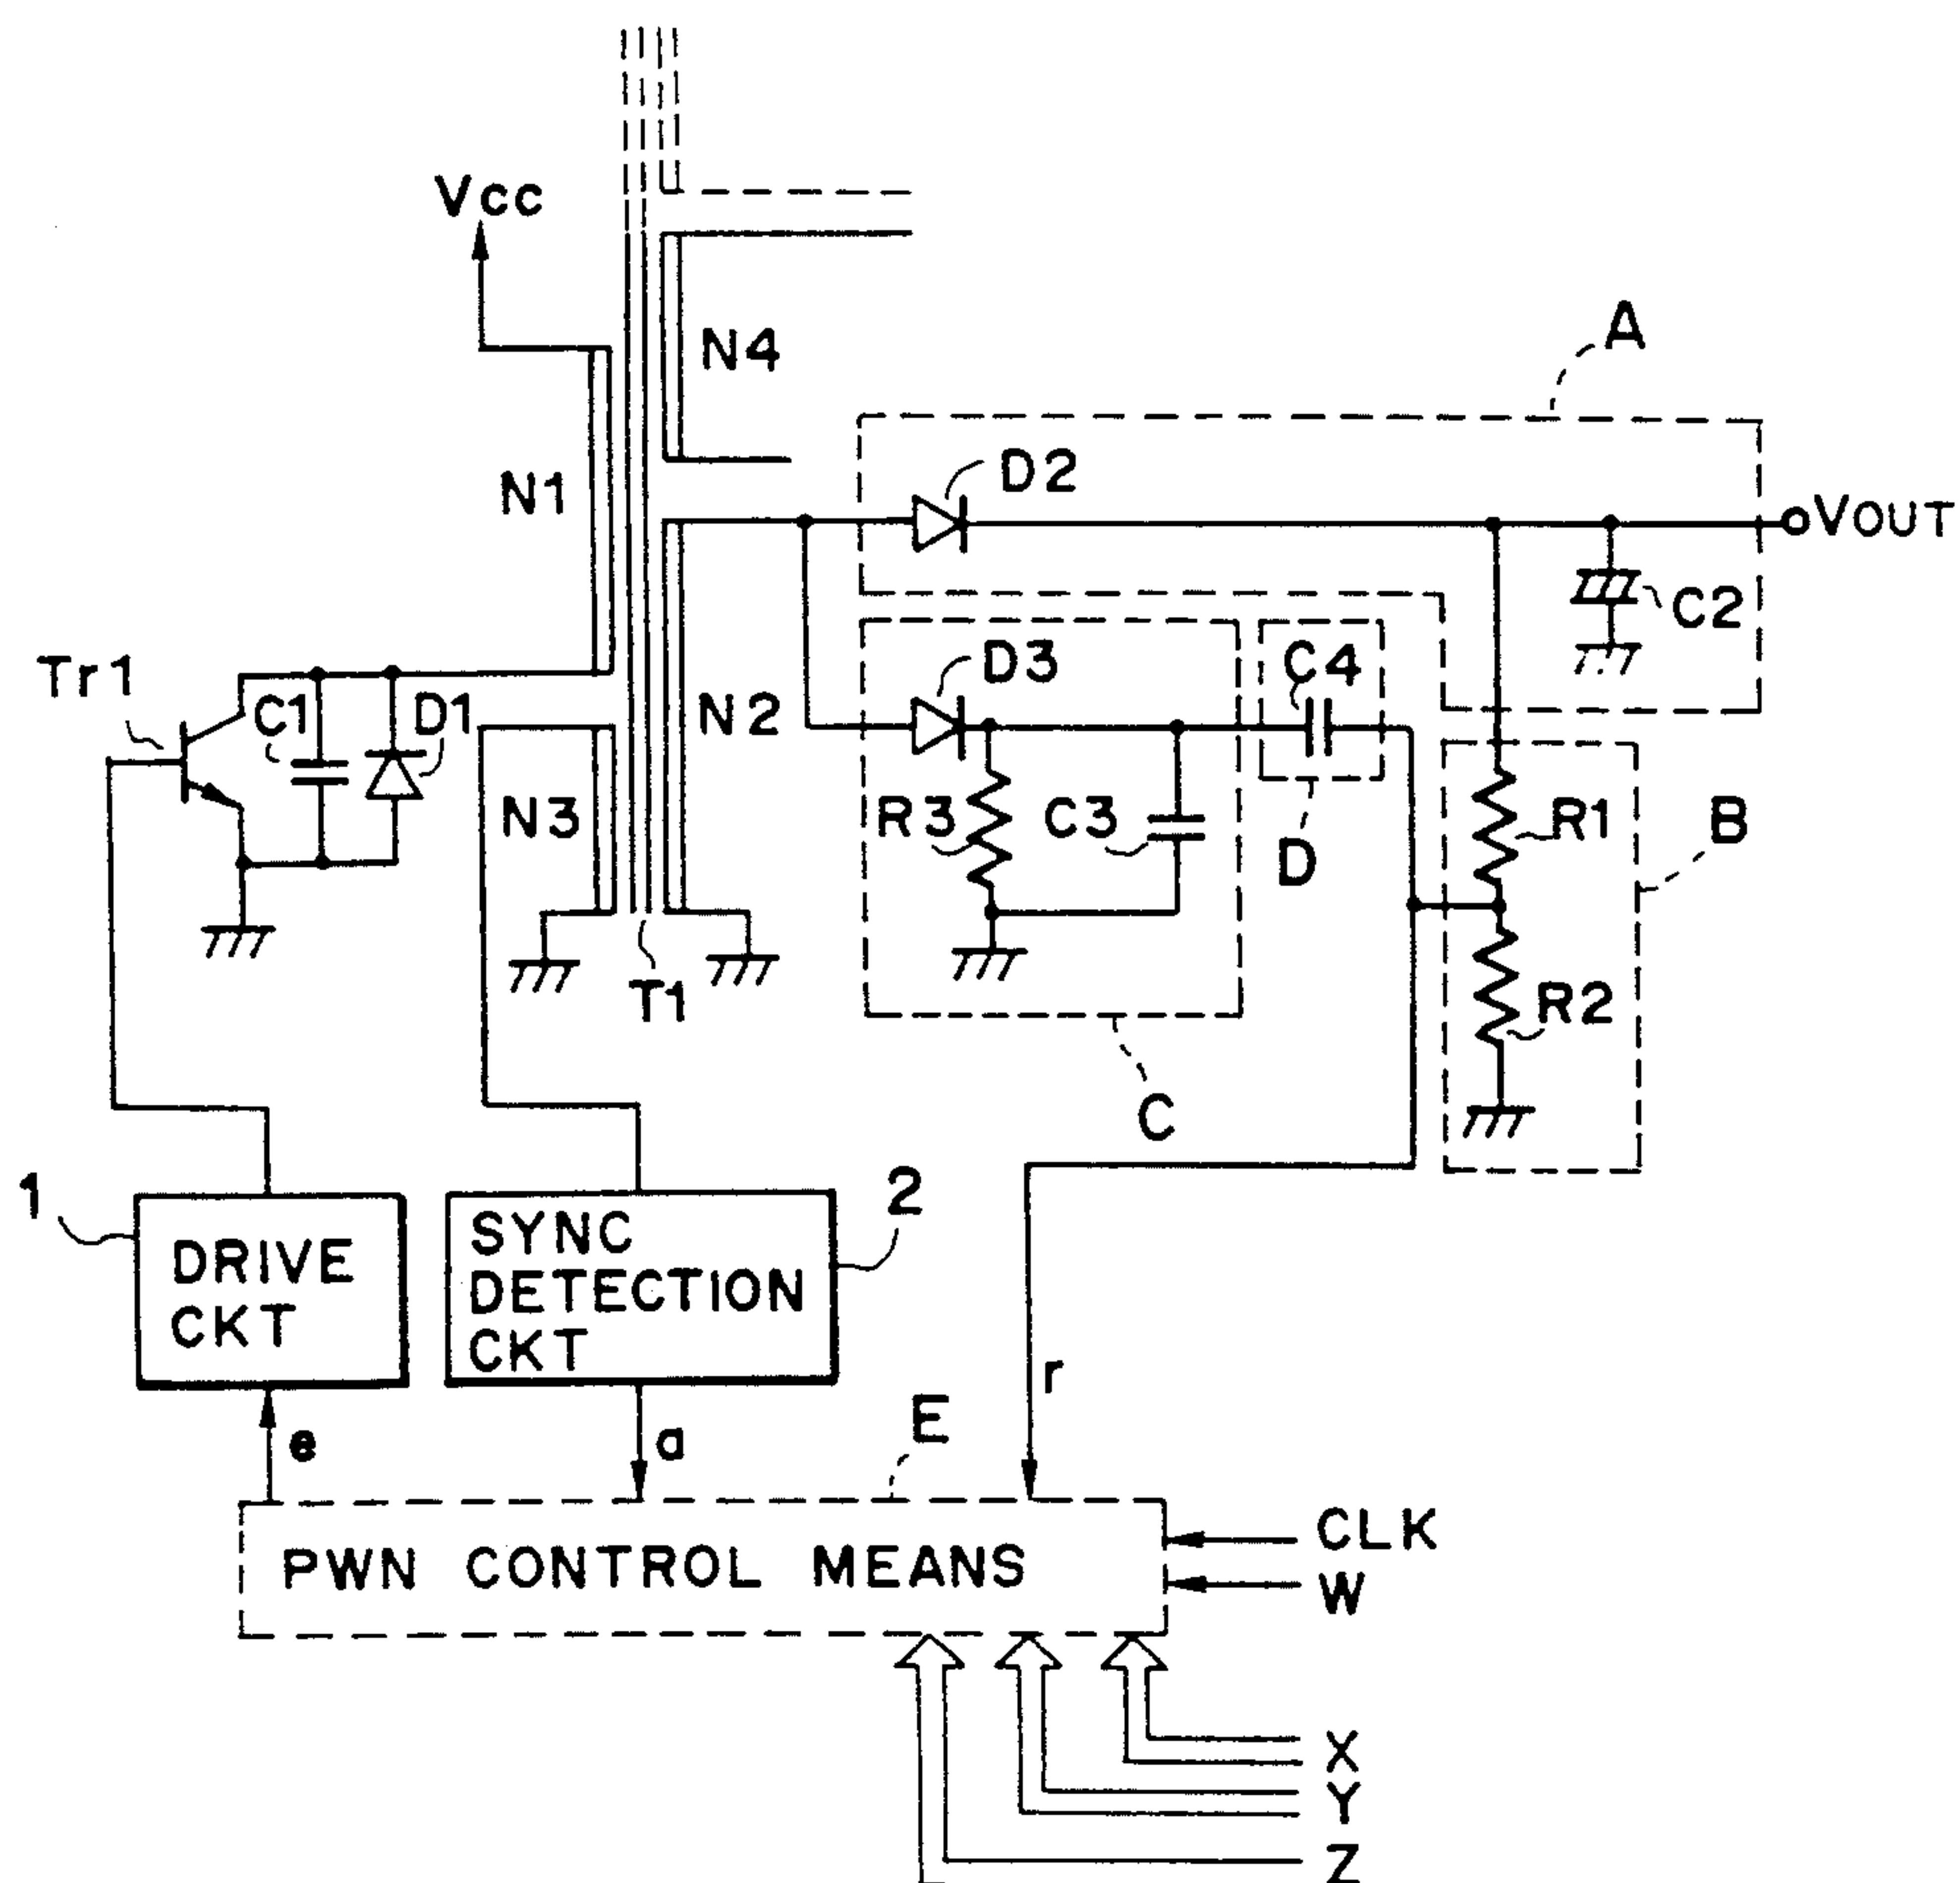 Vcc
N4
A
N1
D2
VOUT
C2
Tr1
C1
D1
N2
D3
C4
N3
R3
C3
D
R1
B
T1
R2
C
1
DRIVE
CKT
SYNC
DETECTION
CKT
2
e
a
r
E
PWN CONTROL MEANS
CLK
W
X
Y
Z